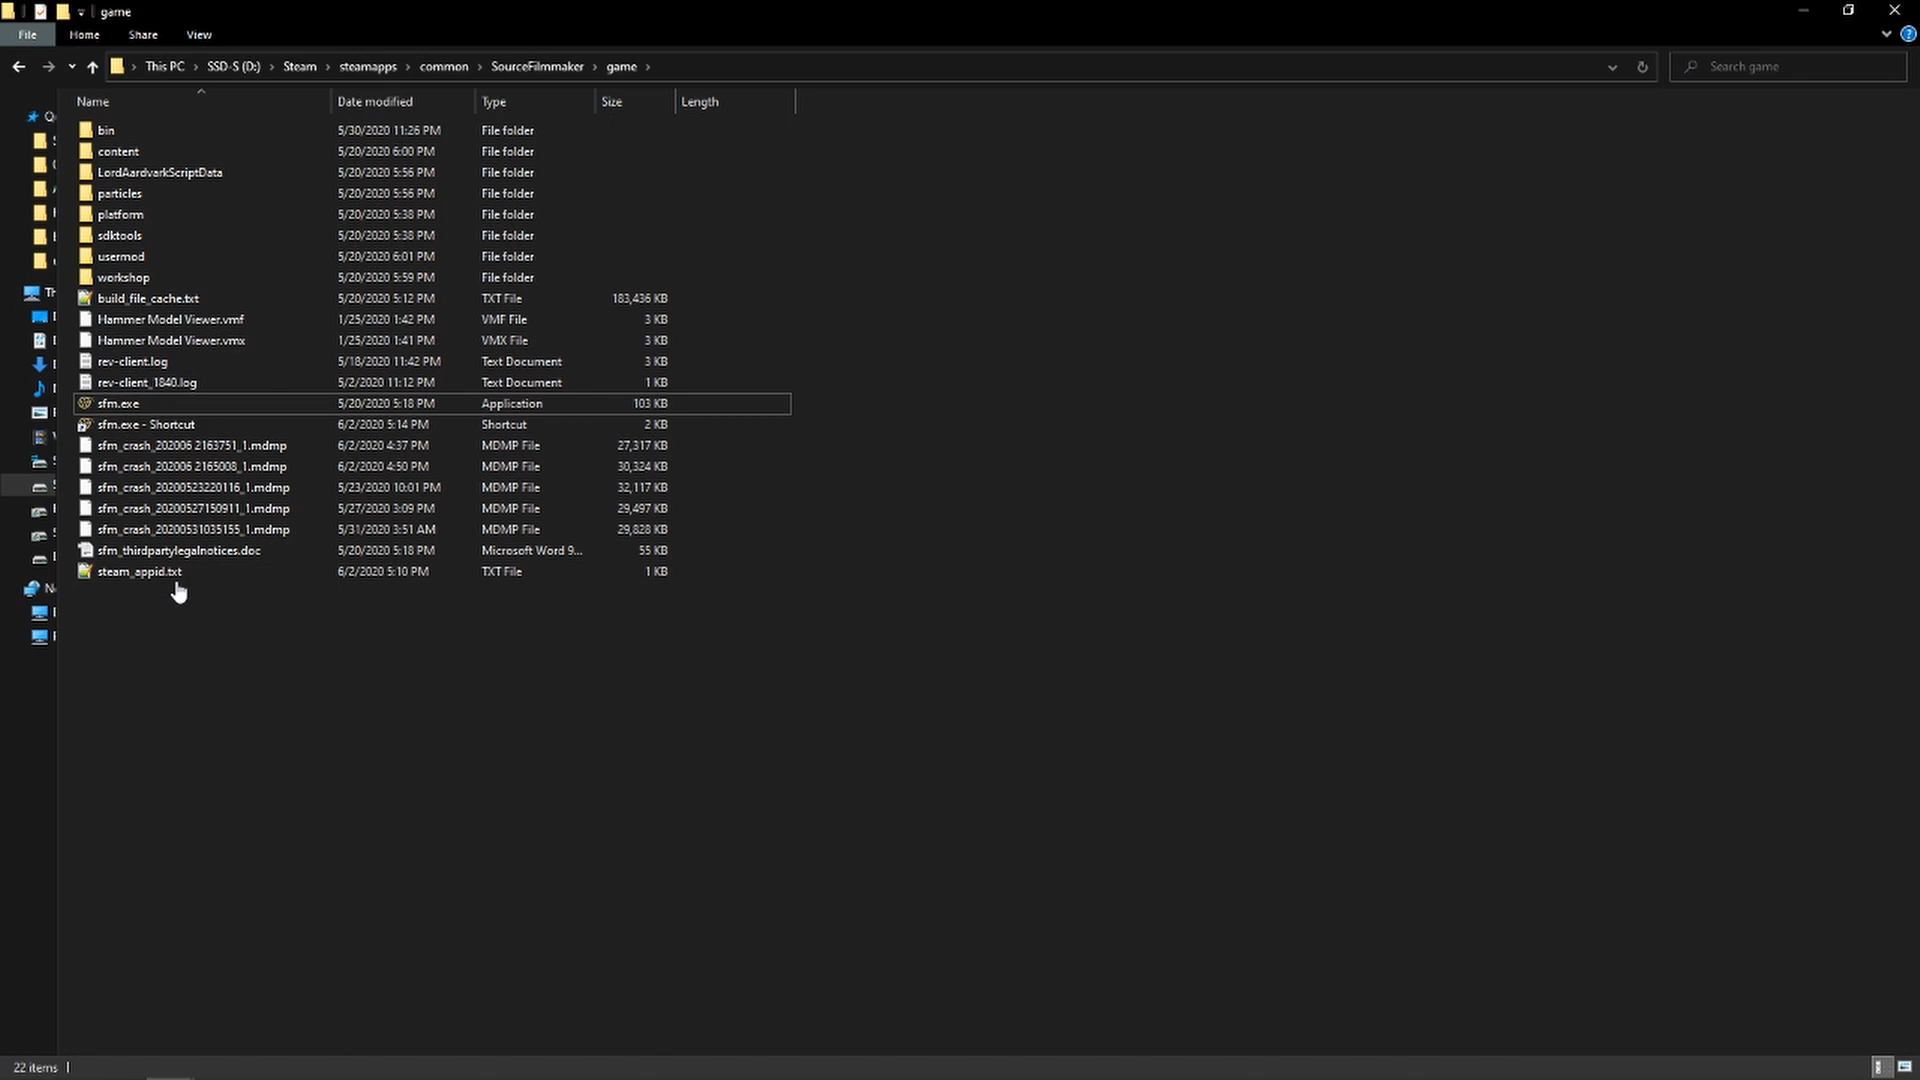 game
File Home Share View
This PC › SSD-S (D:) › Steam › steamapps › common › SourceFilmmaker › game › Search game
Name Date modified Type Size Length
bin 5/30/2020 11:26 PM File folder
content 5/20/2020 6:00 PM File folder
LordAardvarkScriptData 5/20/2020 5:56 PM File folder
particles 5/20/2020 5:56 PM File folder
platform 5/20/2020 5:38 PM File folder
sdktools 5/20/2020 5:38 PM File folder
usermod 5/20/2020 6:01 PM File folder
workshop 5/20/2020 5:59 PM File folder
build_file_cache.txt 5/20/2020 5:12 PM TXT File 183,436 KB
Hammer Model Viewer.vmf 1/25/2020 1:42 PM VMF File 3 KB
Hammer Model Viewer.vmx 1/25/2020 1:41 PM VMX File 3 KB
rev-client.log 5/18/2020 11:42 PM Text Document 3 KB
rev-client_1840.log 5/2/2020 11:12 PM Text Document 1 KB
sfm.exe 5/20/2020 5:18 PM Application 103 KB
sfm.exe - Shortcut 6/2/2020 5:14 PM Shortcut 2 KB
sfm_crash_202006 2163751_1.mdmp 6/2/2020 4:37 PM MDMP File 27,317 KB
sfm_crash_202006 2165008_1.mdmp 6/2/2020 4:50 PM MDMP File 30,324 KB
sfm_crash_20200523220116_1.mdmp 5/23/2020 10:01 PM MDMP File 32,117 KB
sfm_crash_20200527150911_1.mdmp 5/27/2020 3:09 PM MDMP File 29,497 KB
sfm_crash_20200531035155_1.mdmp 5/31/2020 3:51 AM MDMP File 29,828 KB
sfm_thirdpartylegalnotices.doc 5/20/2020 5:18 PM Microsoft Word 9... 55 KB
steam_appid.txt 6/2/2020 5:10 PM TXT File 1 KB
22 items